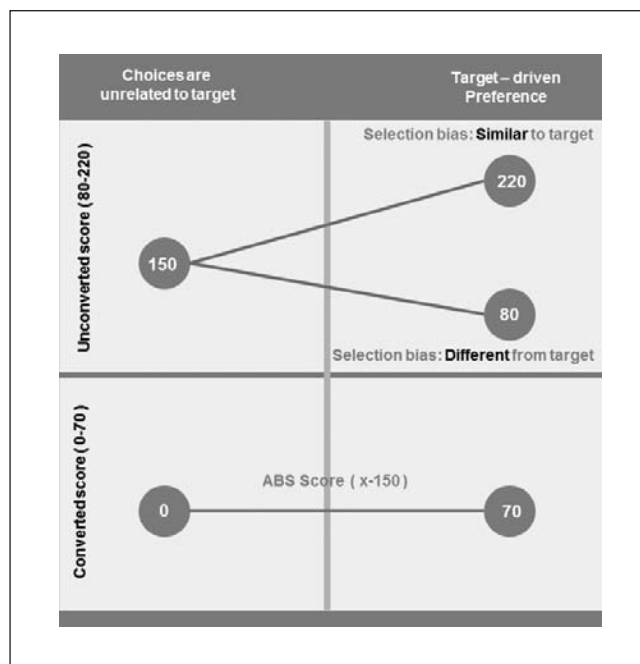 Choices are
unrelated to target
Target – driven
Preference
Unconverted score (80-220)
Selection bias: Similar to target
220
150
80
Selection bias: Different from target
Converted score (0-70)
ABS Score ( x-150)
0
70